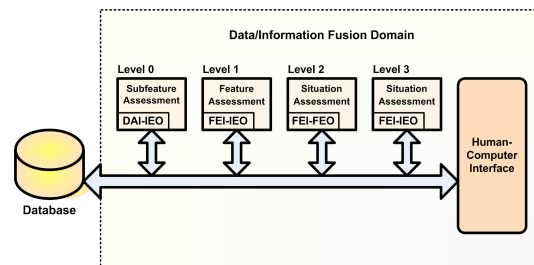 Data/Information Fusion Domain
Level 0
Level 1
Level 2
Level 3
Subfeature
Assessment
DAI-IEO
Feature
Assessment
FEI-IEO
Situation
Assessment
FEI-FEO
Situation
Assessment
FEI-IEO
Human-
Computer
Interface
Database